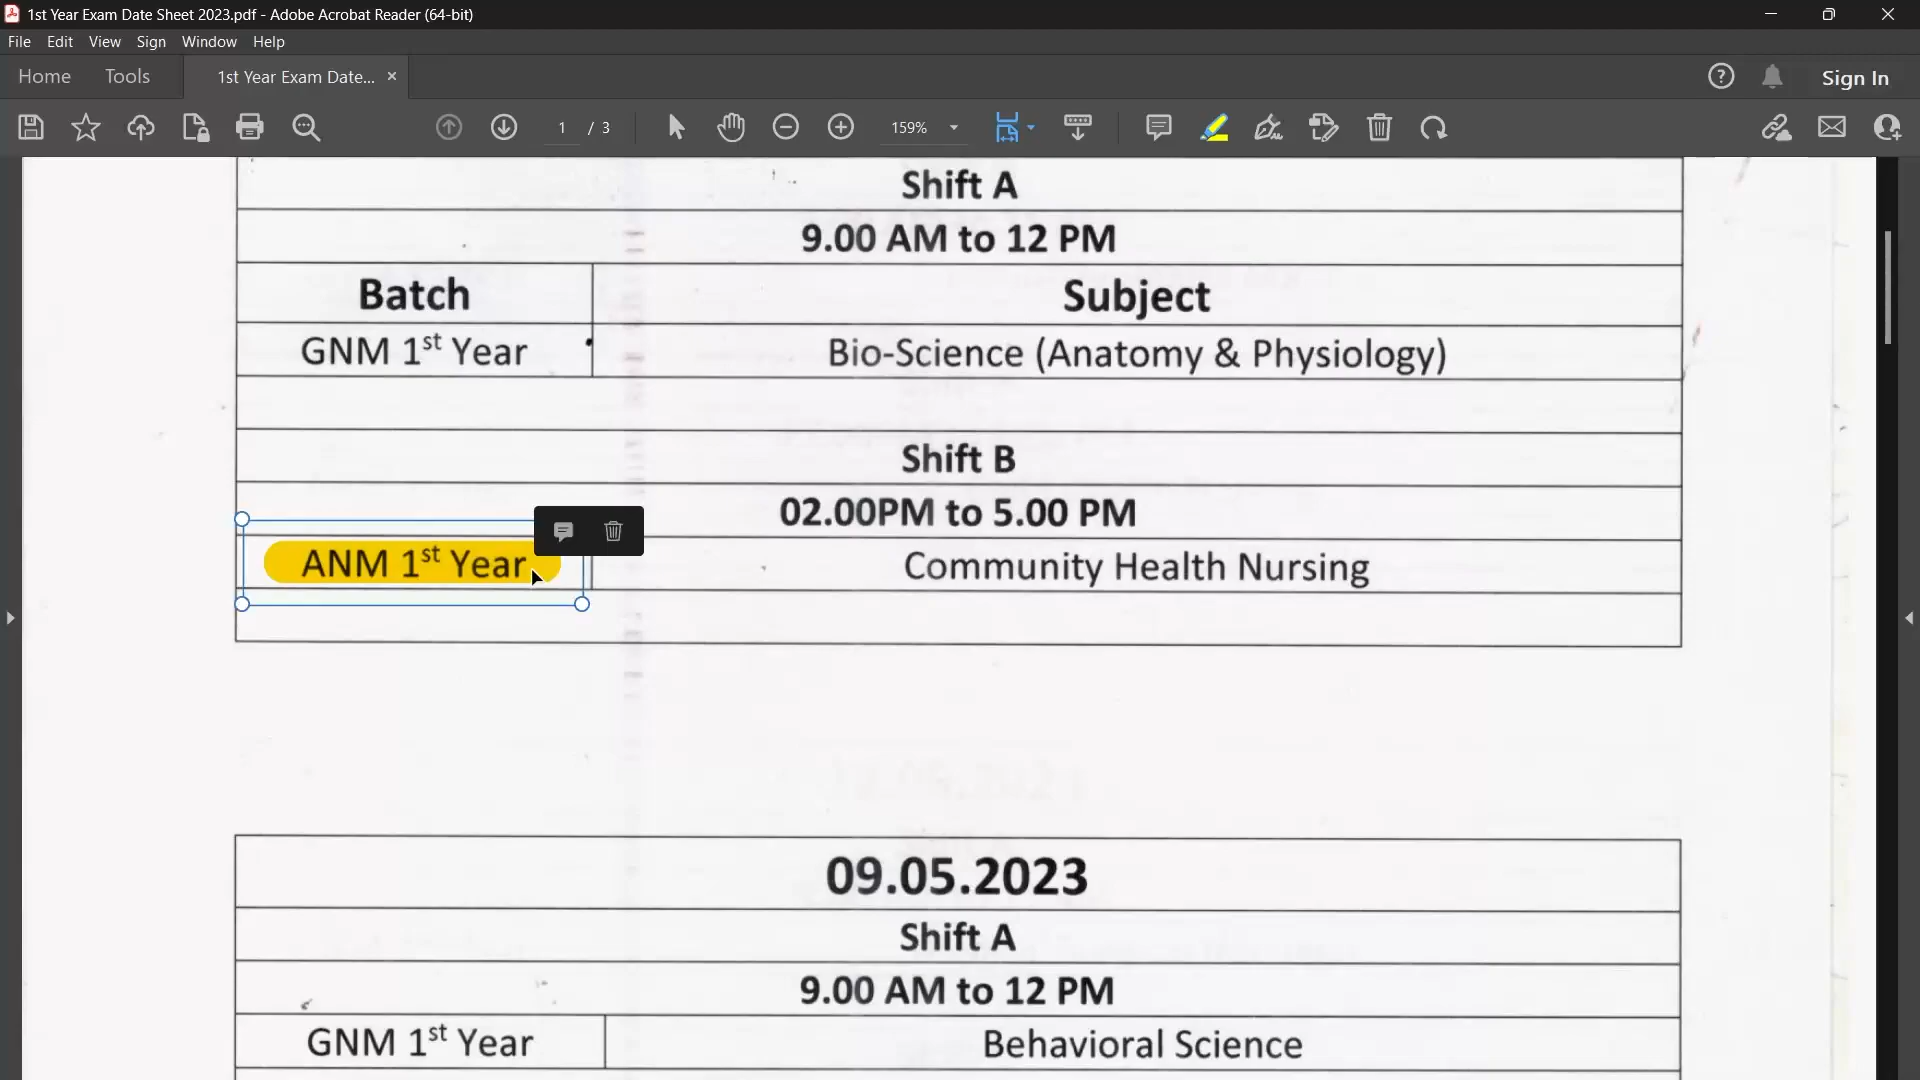 1st Year Exam Date Sheet 2023.pdf - Adobe Acrobat Reader (64-bit)
File Edit View Sign Window Help
Home Tools 1st Year Exam Date... × Sign In
1 / 3 159%
Shift A
9.00 AM to 12 PM
Batch Subject
GNM 1st Year Bio-Science (Anatomy & Physiology)
Shift B
02.00PM to 5.00 PM
ANM 1st Year Community Health Nursing
09.05.2023
Shift A
9.00 AM to 12 PM
GNM 1st Year Behavioral Science